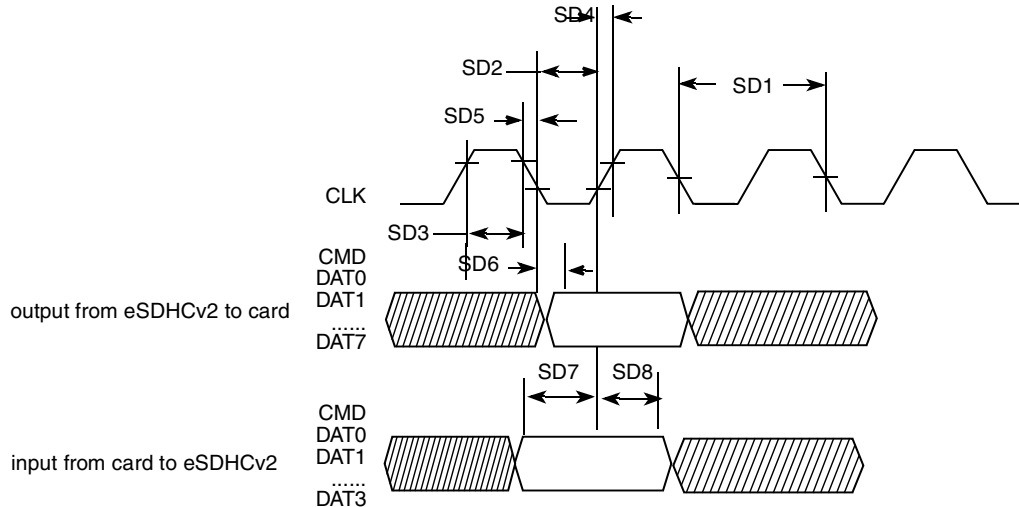 SD4
SD2
SD1
SD5
CLK
SD3
CMD
SD6
DAT0
output from eSDHCv2 to card
DAT1
......
DAT7
SD7
SD8
CMD
DAT0
input from card to eSDHCv2
DAT1
......
DAT3